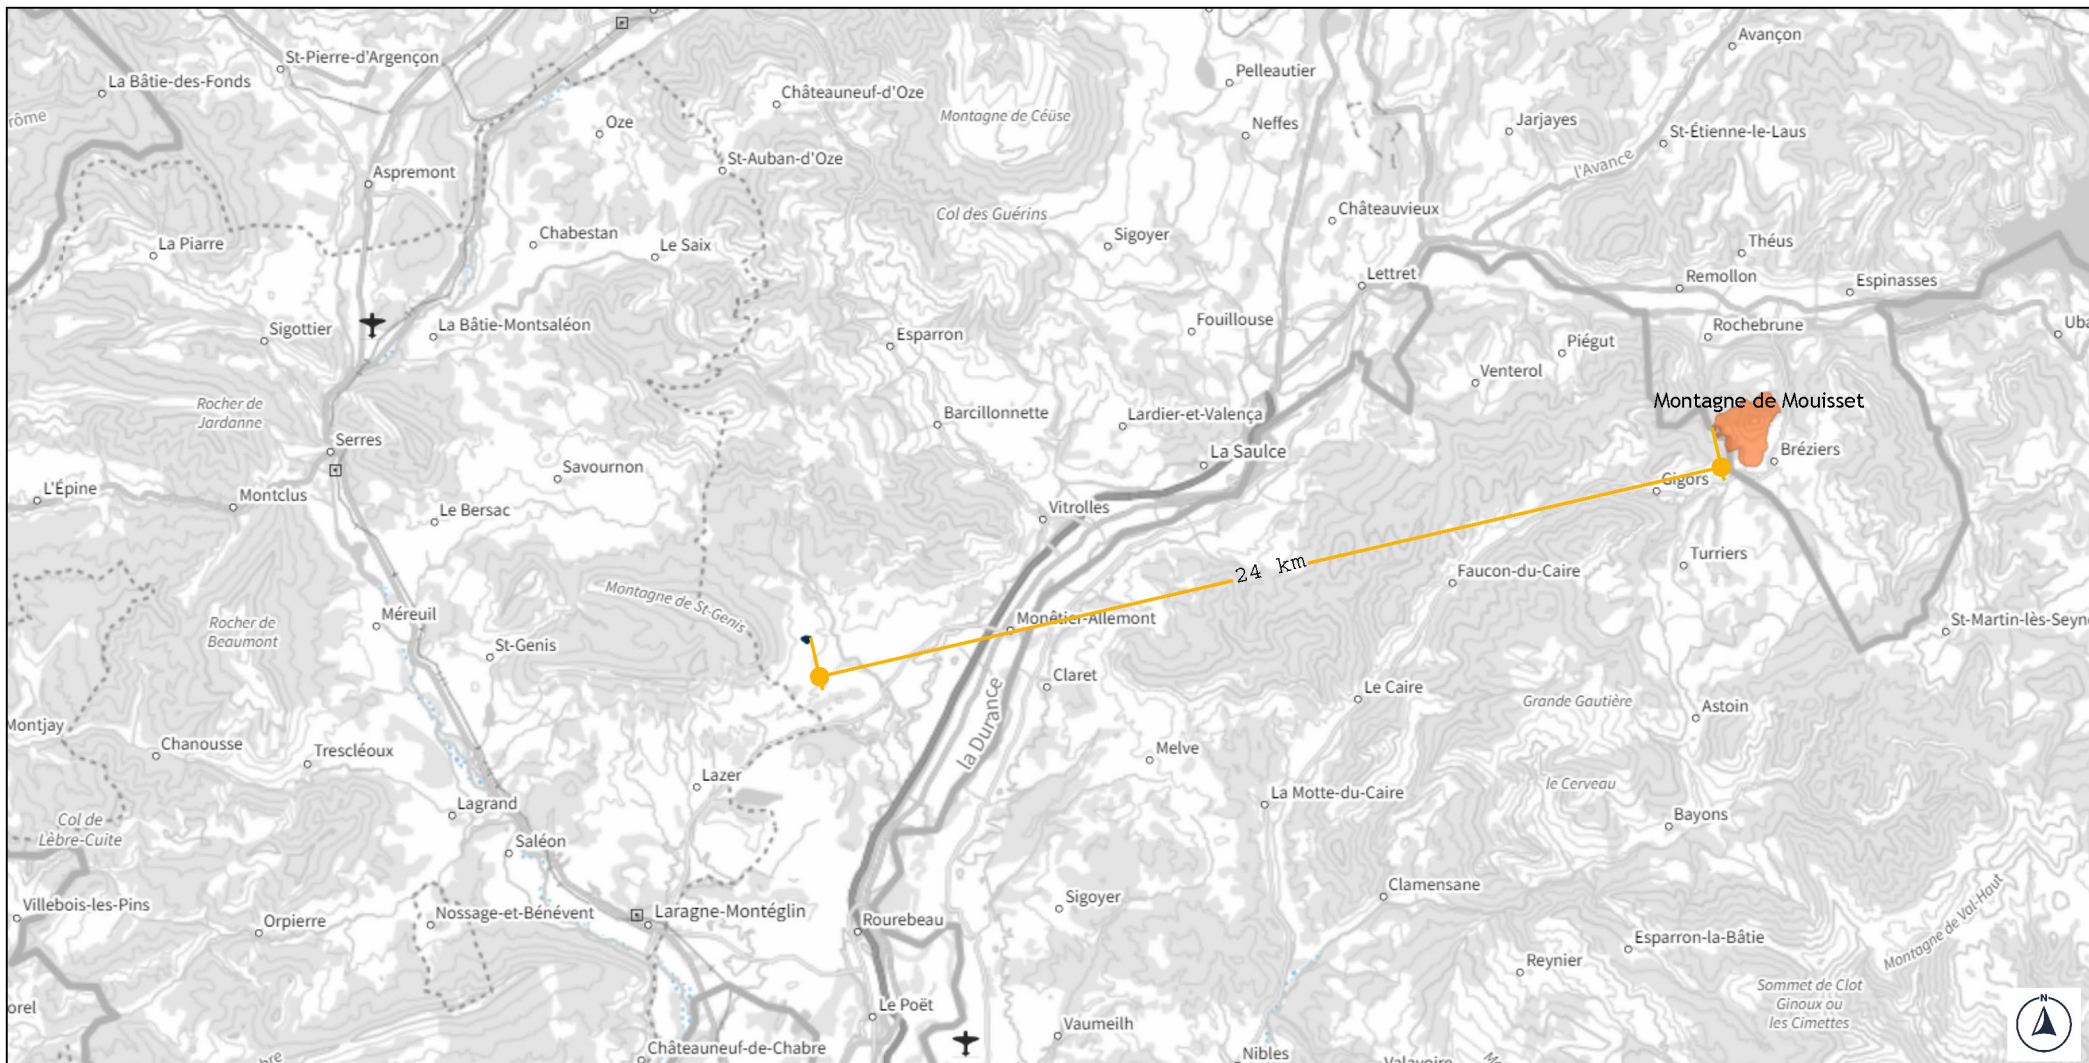 Avançon
St-Pierre-d'Argençon
Pelleautier
La Bâtie-des-Fonds
Châteauneuf-d'Oze
Montagne de Céüse
rôme
Oze
Neffes
Jarjayes
St-Étienne-le-Laus
St-Auban-d'Oze
l'Avance
Aspremont
Châteauvieux
Col des Guérins
Chabestan
Le Saix
Sigoyer
La Piarre
Théus
Lettret
Remollon
Espinasses
Sigottier
La Bâtie-Montsaléon
Esparron
Fouillouse
Rochebrune
Uba
Piégut
Venterol
Rocher de
Jardanne
Montagne de Mouisset
Barcillonnette
Lardier-et-Valença
Serres
La Saulce
Bréziers
Savournon
Gigors
L'Épine
Montclus
Le Bersac
Vitrolles
Turriers
24 km
Faucon-du-Caire
Montagne de St-Genis
Méreuil
Rocher de
Beaumont
Monêtier-Allemont
St-Martin-lès-Seyn
St-Genis
Claret
Le Caire
Grande Gautière
Astoin
Montjay
la Durance
Chanousse
Trescléoux
Melve
Lazer
le Cerveau
La Motte-du-Caire
Lagrand
Bayons
Col de
Lèbre-Cuite
Saléon
Clamensane
Villebois-les-Pins
Sigoyer
Montagne de Val-Haut
Orpierre
Nossage-et-Bénévent
Laragne-Montéglin
Rourebeau
Esparron-la-Bâtie
Reynier
Sommet de Clot
Ginoux ou
les Cimettes
orel
Le Poët
N
Vaumeilh
Châteauneuf-de-Chabre
Nibles
Valavoire
bre